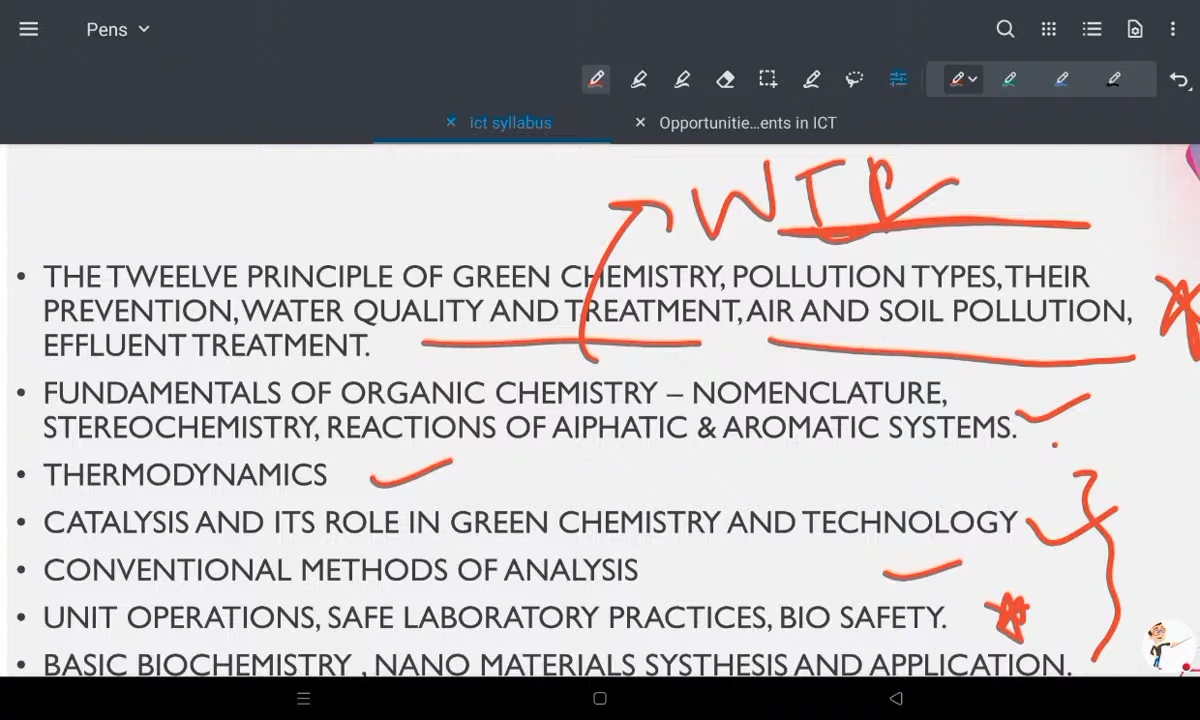 Pens
ict syllabus
Opportunitie...ents in ICT
WTP
• THE TWEELVE PRINCIPLE OF GREEN CHEMISTRY, POLLUTION TYPES, THEIR
PREVENTION, WATER QUALITY AND TREATMENT, AIR AND SOIL POLLUTION,
EFFLUENT TREATMENT.
• FUNDAMENTALS OF ORGANIC CHEMISTRY – NOMENCLATURE,
STEREOCHEMISTRY, REACTIONS OF AIPHATIC & AROMATIC SYSTEMS.
• THERMODYNAMICS
• CATALYSIS AND ITS ROLE IN GREEN CHEMISTRY AND TECHNOLOGY
• CONVENTIONAL METHODS OF ANALYSIS
• UNIT OPERATIONS, SAFE LABORATORY PRACTICES, BIO SAFETY.
• BASIC BIOCHEMISTRY , NANO MATERIALS SYSTHESIS AND APPLICATION.